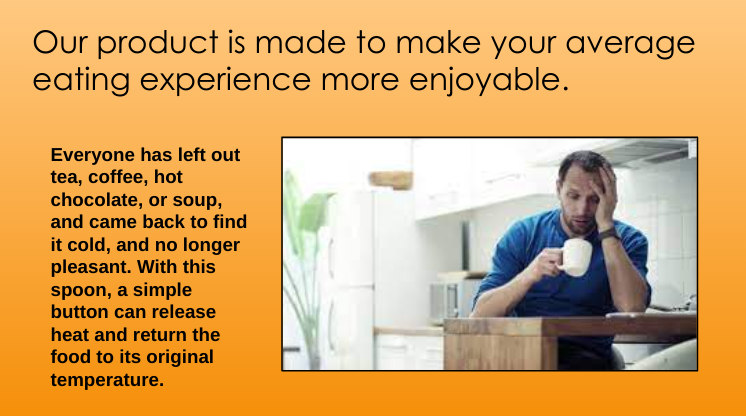 Our product is made to make your average
eating experience more enjoyable.
Everyone has left out
tea, coffee, hot
chocolate, or soup,
and came back to find
it cold, and no longer
pleasant. With this
spoon, a simple
button can release
heat and return the
food to its original
temperature.